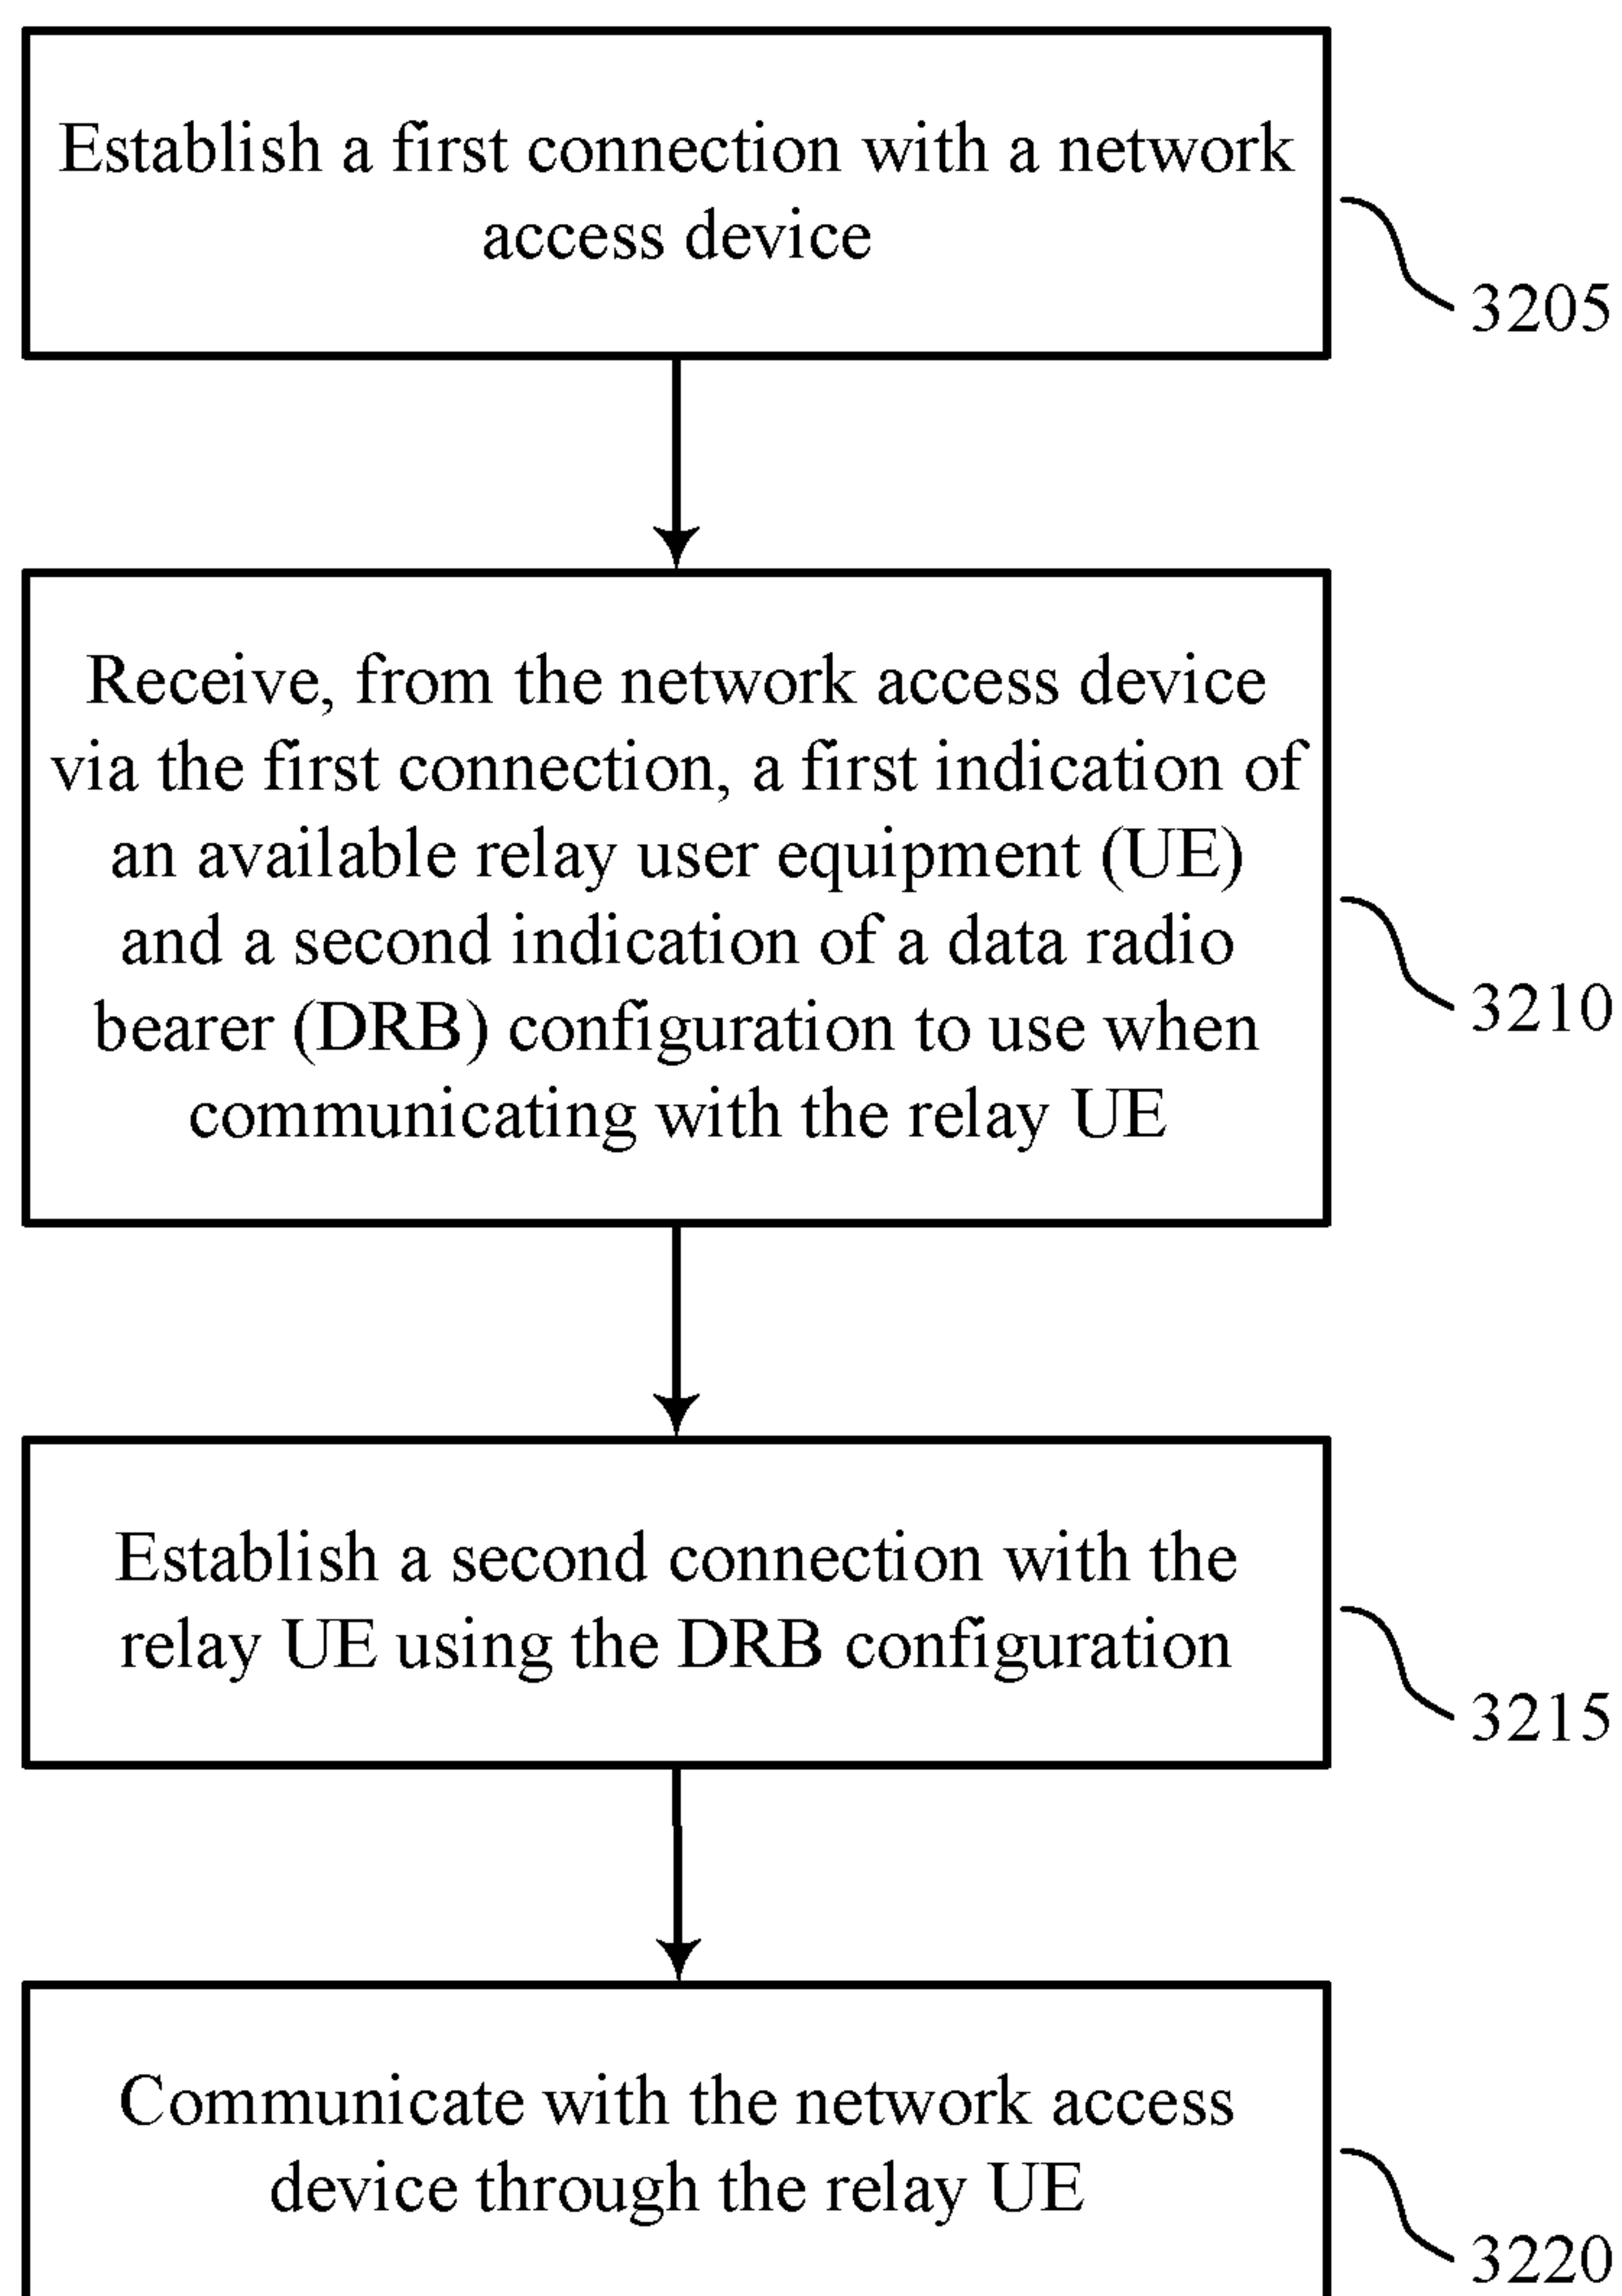 Establish a first connection with a network
access device
3205
Receive, from the network access device
via the first connection, a first indication of
an available relay user equipment (UE)
and a second indication of a data radio
bearer (DRB) configuration to use when
communicating with the relay UE
3210
Establish a second connection with the
relay UE using the DRB configuration
3215
Communicate with the network access
device through the relay UE
3220